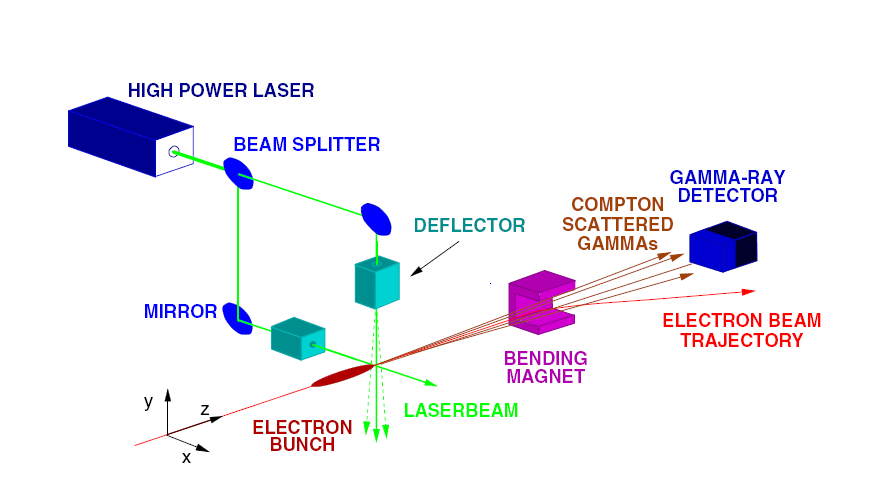 HIGH POWER LASER
BEAM SPLITTER
GAMMA-RAY
DETECTOR
COMPTON
SCATTERED
GAMMAs
DEFLECTOR
MIRROR
ELECTRON BEAM
TRAJECTORY
BENDING
MAGNET
LASERBEAM
ELECTRON
BUNCH
y
z
x